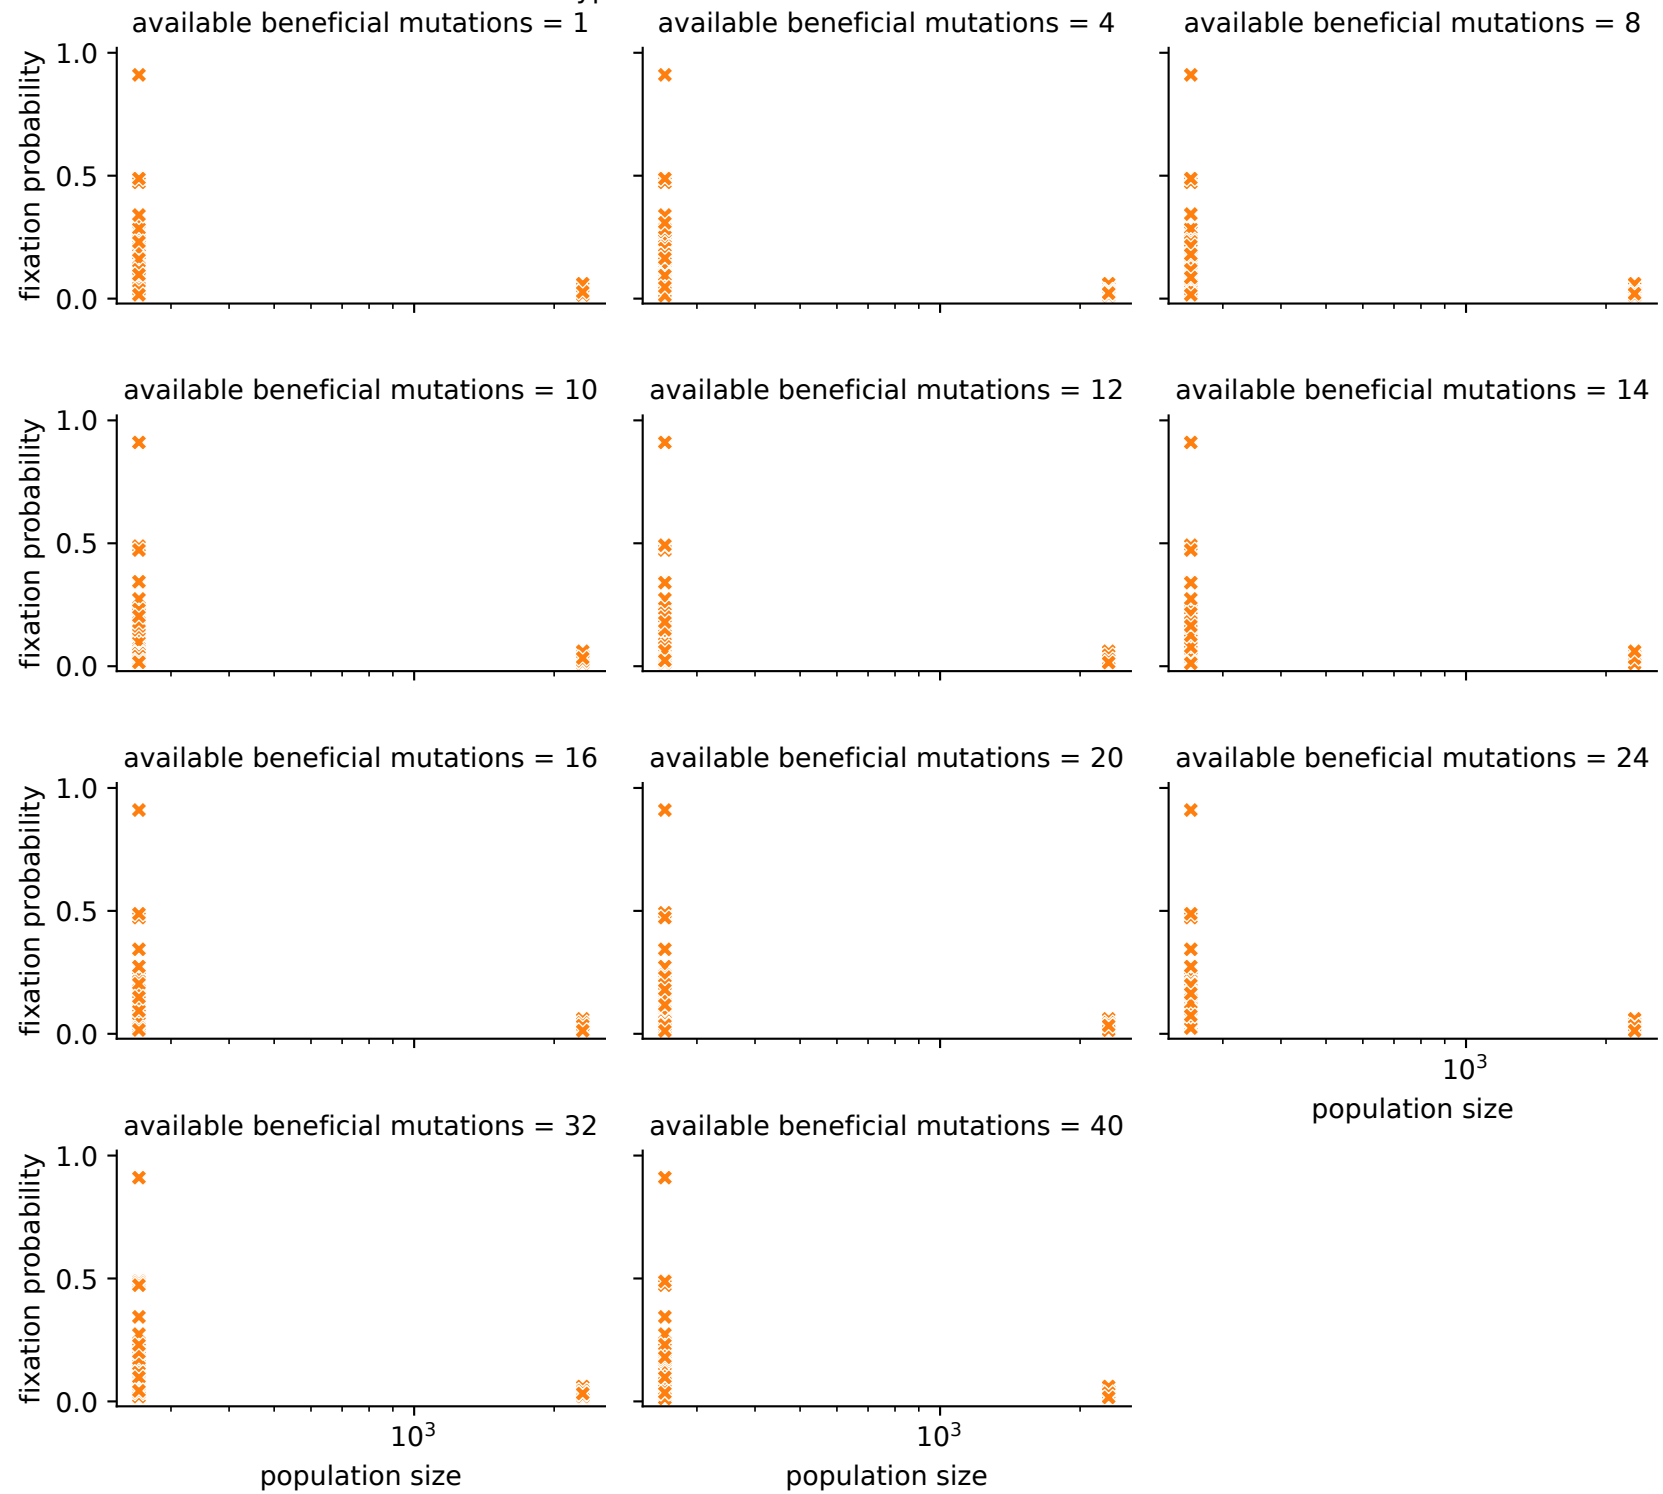 available beneficial mutations = 1
available beneficial mutations = 4
available beneficial mutations = 8
1.0
0.5
0.0
fixation probability
available beneficial mutations = 10
available beneficial mutations = 12
available beneficial mutations = 14
1.0
0.5
0.0
fixation probability
available beneficial mutations = 16
available beneficial mutations = 20
available beneficial mutations = 24
1.0
0.5
0.0
fixation probability
10³
population size
available beneficial mutations = 32
available beneficial mutations = 40
1.0
0.5
0.0
fixation probability
10³
10³
population size
population size